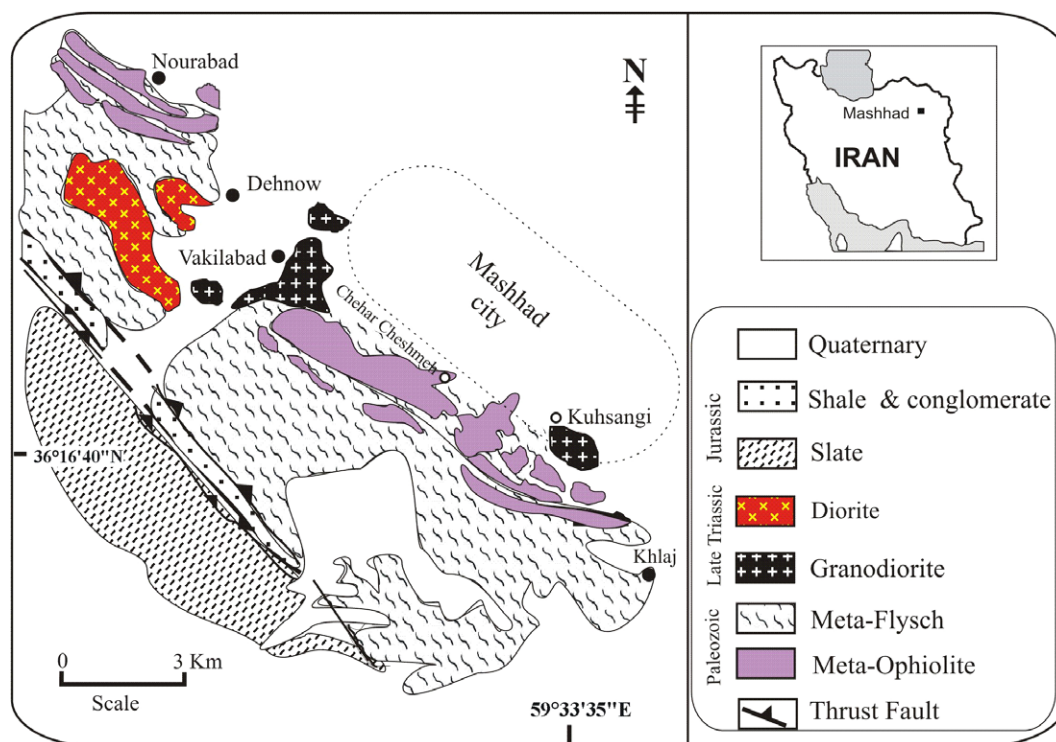 Nourabad
N
Dehnow
Vakilabad
Mashhad
city
Chehar Cheshmeh
Kuhsangi
36°16'40"N
Khlaj
0 3 Km
Scale
59°33'35"E
Mashhad
IRAN
Quaternary
Jurassic
Shale & conglomerate
Slate
Late Triassic
Diorite
Granodiorite
Paleozoic
Meta-Flysch
Meta-Ophiolite
Thrust Fault